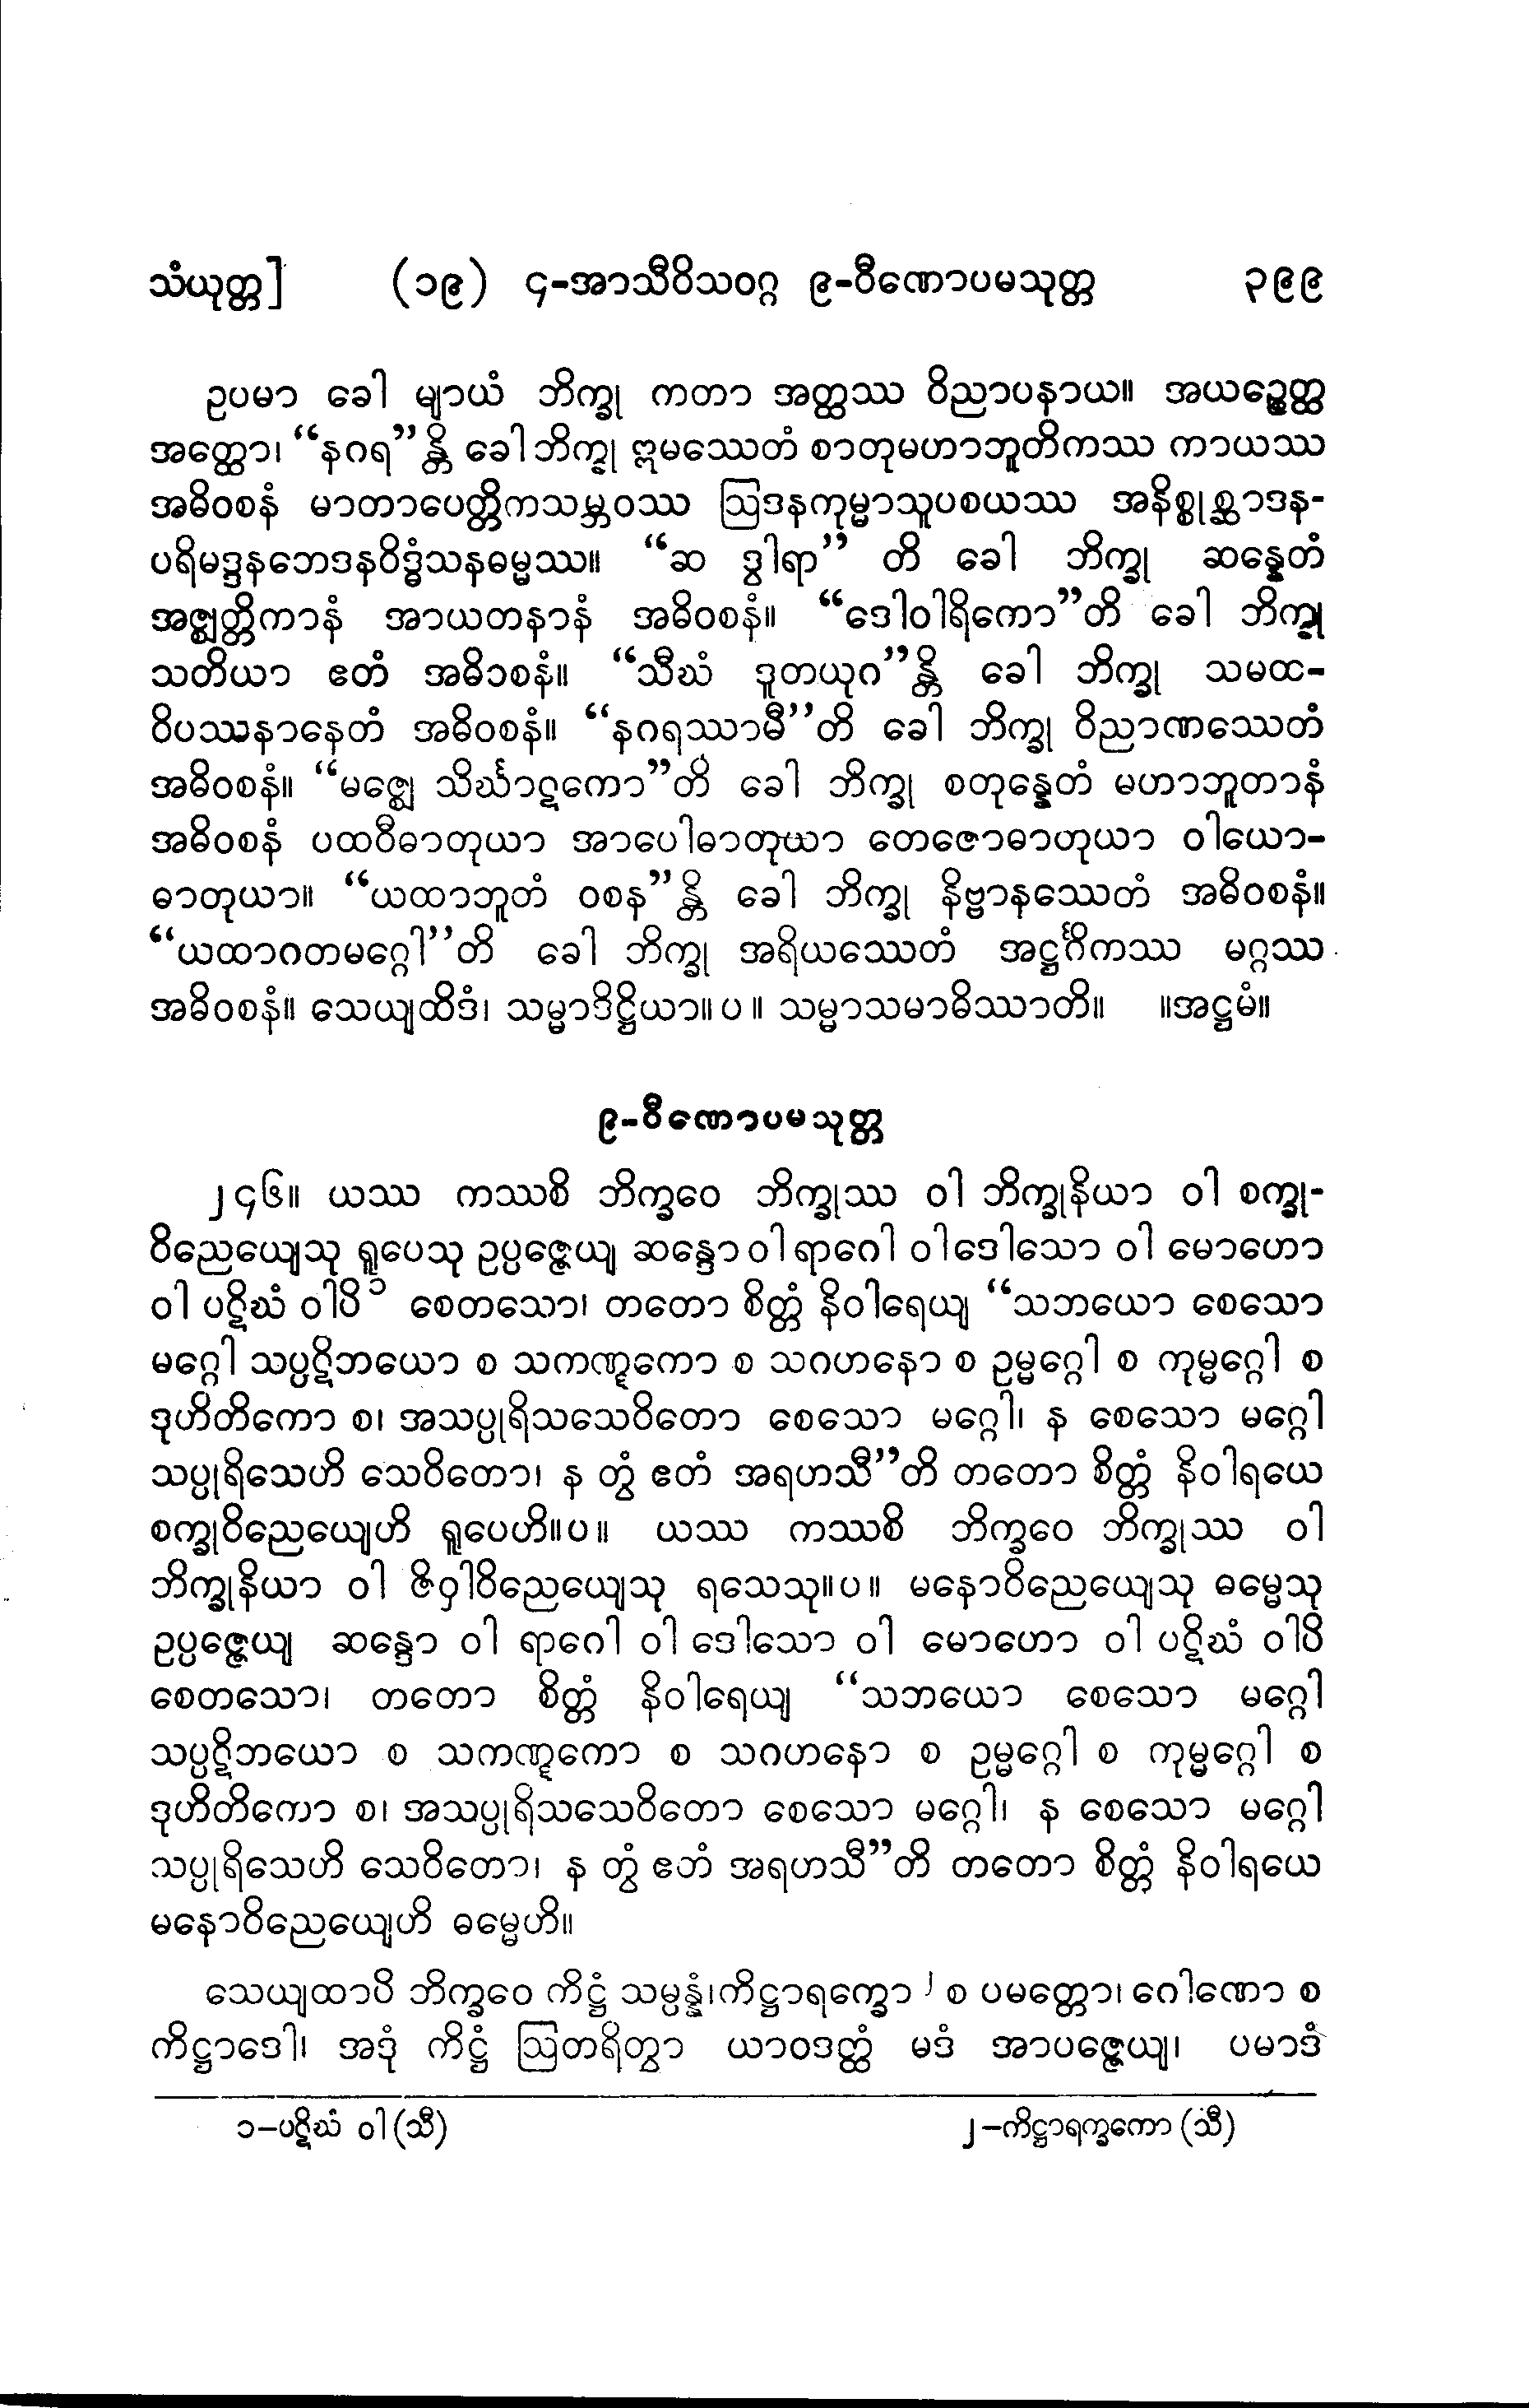 သံယုတ္တ] (၁၉) ၄-အာသီဝိသဝဂ္ဂ ၉-ဝီဏောပမသုတ္တ ၃၉၉
ဥပမာ ခေါ မျာယံ ဘိက္ခု ကတာ အတ္ထဿ ဝိညာပနာယ။ အယဉ္စေတ္ထ
အတ္ထော၊ “နဂရ”န္တိ ခေါ ဘိက္ခု ဣမဿေတံ စာတုမဟာဘူတိကဿ ကာယဿ
အဓိဝစနံ မာတာပေတ္တိကသမ္ဘဝဿ ဩဒနကုမ္မာသူပစယဿ အနိစ္စုစ္ဆာဒန-
ပရိမဒ္ဒနဘေဒနဝိဒ္ဓံသနဓမ္မဿ။ “ဆ ဒွါရာ” တိ ခေါ ဘိက္ခု ဆန္နေတံ
အဇ္ဈတ္တိကာနံ အာယတနာနံ အဓိဝစနံ။ “ဒေါဝါရိကော”တိ ခေါ ဘိက္ခု
သတိယာ ဧတံ အဓိဝစနံ။ “သီဃံ ဒူတယုဂ”န္တိ ခေါ ဘိက္ခု သမထ-
ဝိပဿနာနေတံ အဓိဝစနံ။ “နဂရဿာမီ”တိ ခေါ ဘိက္ခု ဝိညာဏဿေတံ
အဓိဝစနံ။ “မဇ္ဈေ သိင်္ဃာဋကော”တိ ခေါ ဘိက္ခု စတုန္နေတံ မဟာဘူတာနံ
အဓိဝစနံ ပထဝီဓာတုယာ အာပေါဓာတုယာ တေဇောဓာတုယာ ဝါယော-
ဓာတုယာ။ “ယထာဘူတံ ဝစန”န္တိ ခေါ ဘိက္ခု နိဗ္ဗာနဿေတံ အဓိဝစနံ။
“ယထာဂတမဂ္ဂေါ”တိ ခေါ ဘိက္ခု အရိယဿေတံ အဋ္ဌင်္ဂိကဿ မဂ္ဂဿ
အဓိဝစနံ။ သေယျထိဒံ၊ သမ္မာဒိဋ္ဌိယာ။ပ။ သမ္မာသမာဓိဿာတိ။ ။အဋ္ဌမံ။
၉-ဝီဏောပမသုတ္တ
၂၄၆။ ယဿ ကဿစိ ဘိက္ခဝေ ဘိက္ခုဿ ဝါ ဘိက္ခုနိယာ ဝါ စက္ခု-
ဝိညေယျေသု ရူပေသု ဥပ္ပဇ္ဇေယျ ဆန္ဒော ဝါ ရာဂေါ ဝါ ဒေါသော ဝါ မောဟော
ဝါ ပဋိဃံ ဝါပိ ၁ စေတသော၊ တတော စိတ္တံ နိဝါရေယျ “သဘယော စေသော
မဂ္ဂေါ သပ္ပဋိဘယော စ သကဏ္ဋကော စ သဂဟနော စ ဥမ္မဂ္ဂေါ စ ကုမ္မဂ္ဂေါ စ
ဒုဟိတိကော စ၊ အသပ္ပုရိသသေဝိတော စေသော မဂ္ဂေါ၊ န စေသော မဂ္ဂေါ
သပ္ပုရိသေဟိ သေဝိတော၊ န တွံ ဧတံ အရဟသီ”တိ တတော စိတ္တံ နိဝါရယေ
စက္ခုဝိညေယျေဟိ ရူပေဟိ။ပ။ ယဿ ကဿစိ ဘိက္ခဝေ ဘိက္ခုဿ ဝါ
ဘိက္ခုနိယာ ဝါ ဇိဝှါဝိညေယျေသု ရသေသု။ပ။ မနောဝိညေယျေသု ဓမ္မေသု
ဥပ္ပဇ္ဇေယျ ဆန္ဒော ဝါ ရာဂေါ ဝါ ဒေါသော ဝါ မောဟော ဝါ ပဋိဃံ ဝါပိ
စေတသော၊ တတော စိတ္တံ နိဝါရေယျ “သဘယော စေသော မဂ္ဂေါ
သပ္ပဋိဘယော စ သကဏ္ဋကော စ သဂဟနော စ ဥမ္မဂ္ဂေါ စ ကုမ္မဂ္ဂေါ စ
ဒုဟိတိကော စ၊ အသပ္ပုရိသသေဝိတော စေသော မဂ္ဂေါ၊ န စေသော မဂ္ဂေါ
သပ္ပုရိသေဟိ သေဝိတော၊ န တွံ ဧတံ အရဟသီ”တိ တတော စိတ္တံ နိဝါရယေ
မနောဝိညေယျေဟိ ဓမ္မေဟိ။
သေယျထာပိ ဘိက္ခဝေ ကိဋ္ဌံ သမ္ပန္နံ၊ကိဋ္ဌာရက္ခော ၂ စ ပမတ္တော၊ ဂေါဏော စ
ကိဋ္ဌာဒေါ၊ အဒုံ ကိဋ္ဌံ ဩတရိတွာ ယာဝဒတ္ထံ မဒံ အာပဇ္ဇေယျ၊ ပမာဒံ
၁-ပဋိဃံ ဝါ (သီ) ၂-ကိဋ္ဌာရက္ခကော (သီ)